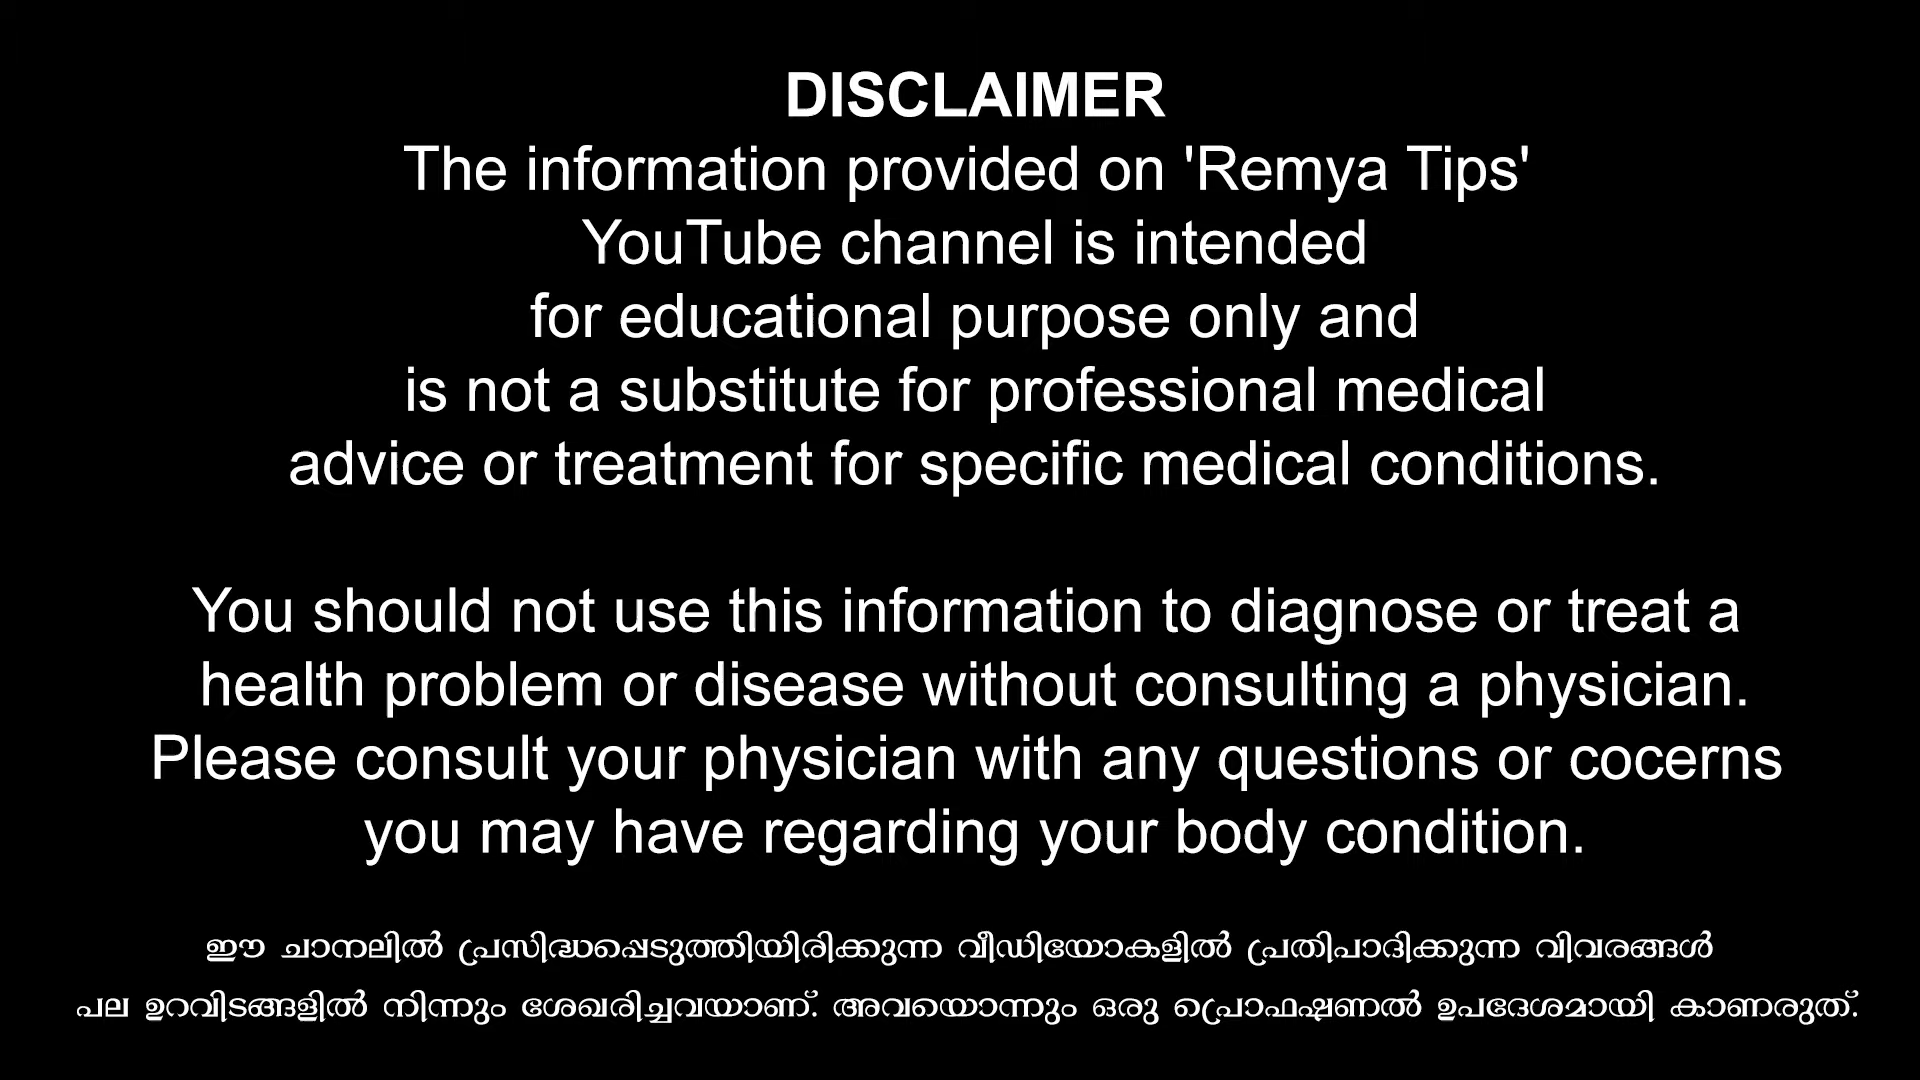 DISCLAIMER
The information provided on 'Remya Tips'
YouTube channel is intended
for educational purpose only and
is not a substitute for professional medical
advice or treatment for specific medical conditions.
You should not use this information to diagnose or treat a
health problem or disease without consulting a physician.
Please consult your physician with any questions or cocerns
you may have regarding your body condition.
ഈ ചാനലിൽ പ്രസിദ്ധപ്പെടുത്തിയിരിക്കുന്ന വീഡിയോകളിൽ പ്രതിപാദിക്കുന്ന വിവരങ്ങൾ
പല ഉറവിടങ്ങളിൽ നിന്നും ശേഖരിച്ചവയാണ്. അവയൊന്നും ഒരു പ്രൊഫഷണൽ ഉപദേശമായി കാണരുത്.